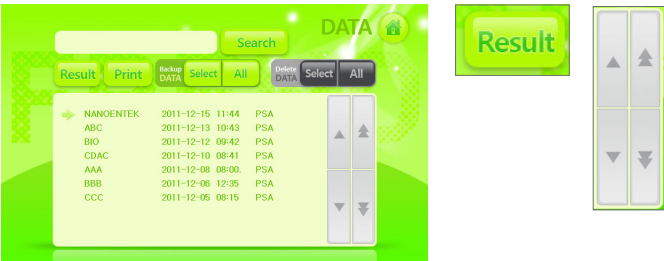 DATA
Search
Result Print Backup DATA Select All Delete DATA Select All
NANOENTEK 2011-12-15 11:44 PSA
ABC 2011-12-13 10:43 PSA
BIO 2011-12-12 09:42 PSA
CDAC 2011-12-10 08:41 PSA
AAA 2011-12-08 08:00. PSA
BBB 2011-12-06 12:35 PSA
CCC 2011-12-05 08:15 PSA
Result